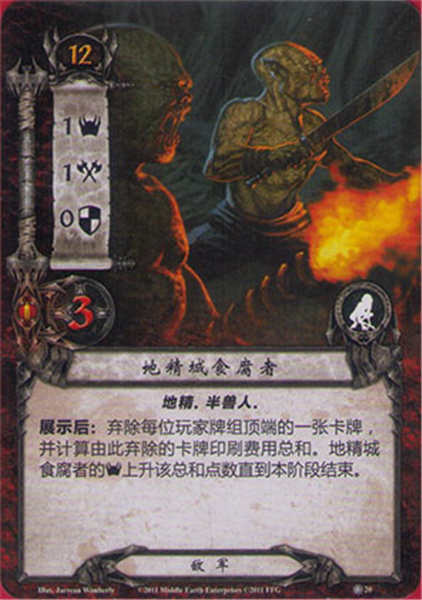 12
1
1
0
3
地精城食腐者
地精. 半兽人.
展示后：弃除每位玩家牌组顶端的一张卡牌，
并计算由此弃除的卡牌印刷费用总和。地精城
食腐者的上升该总和点数直到本阶段结束。
敌军
Illus. Jarreau Wimberly ©2011 Middle Earth Enterprises ©2011 FFG 20